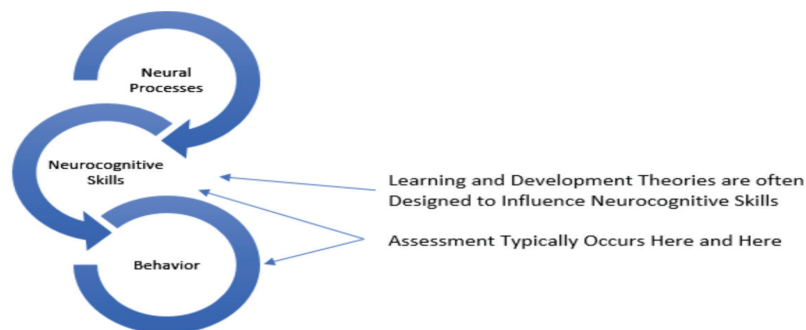 Neural
Processes
Neurocognitive
Skills
Learning and Development Theories are often
Designed to Influence Neurocognitive Skills
Assessment Typically Occurs Here and Here
Behavior